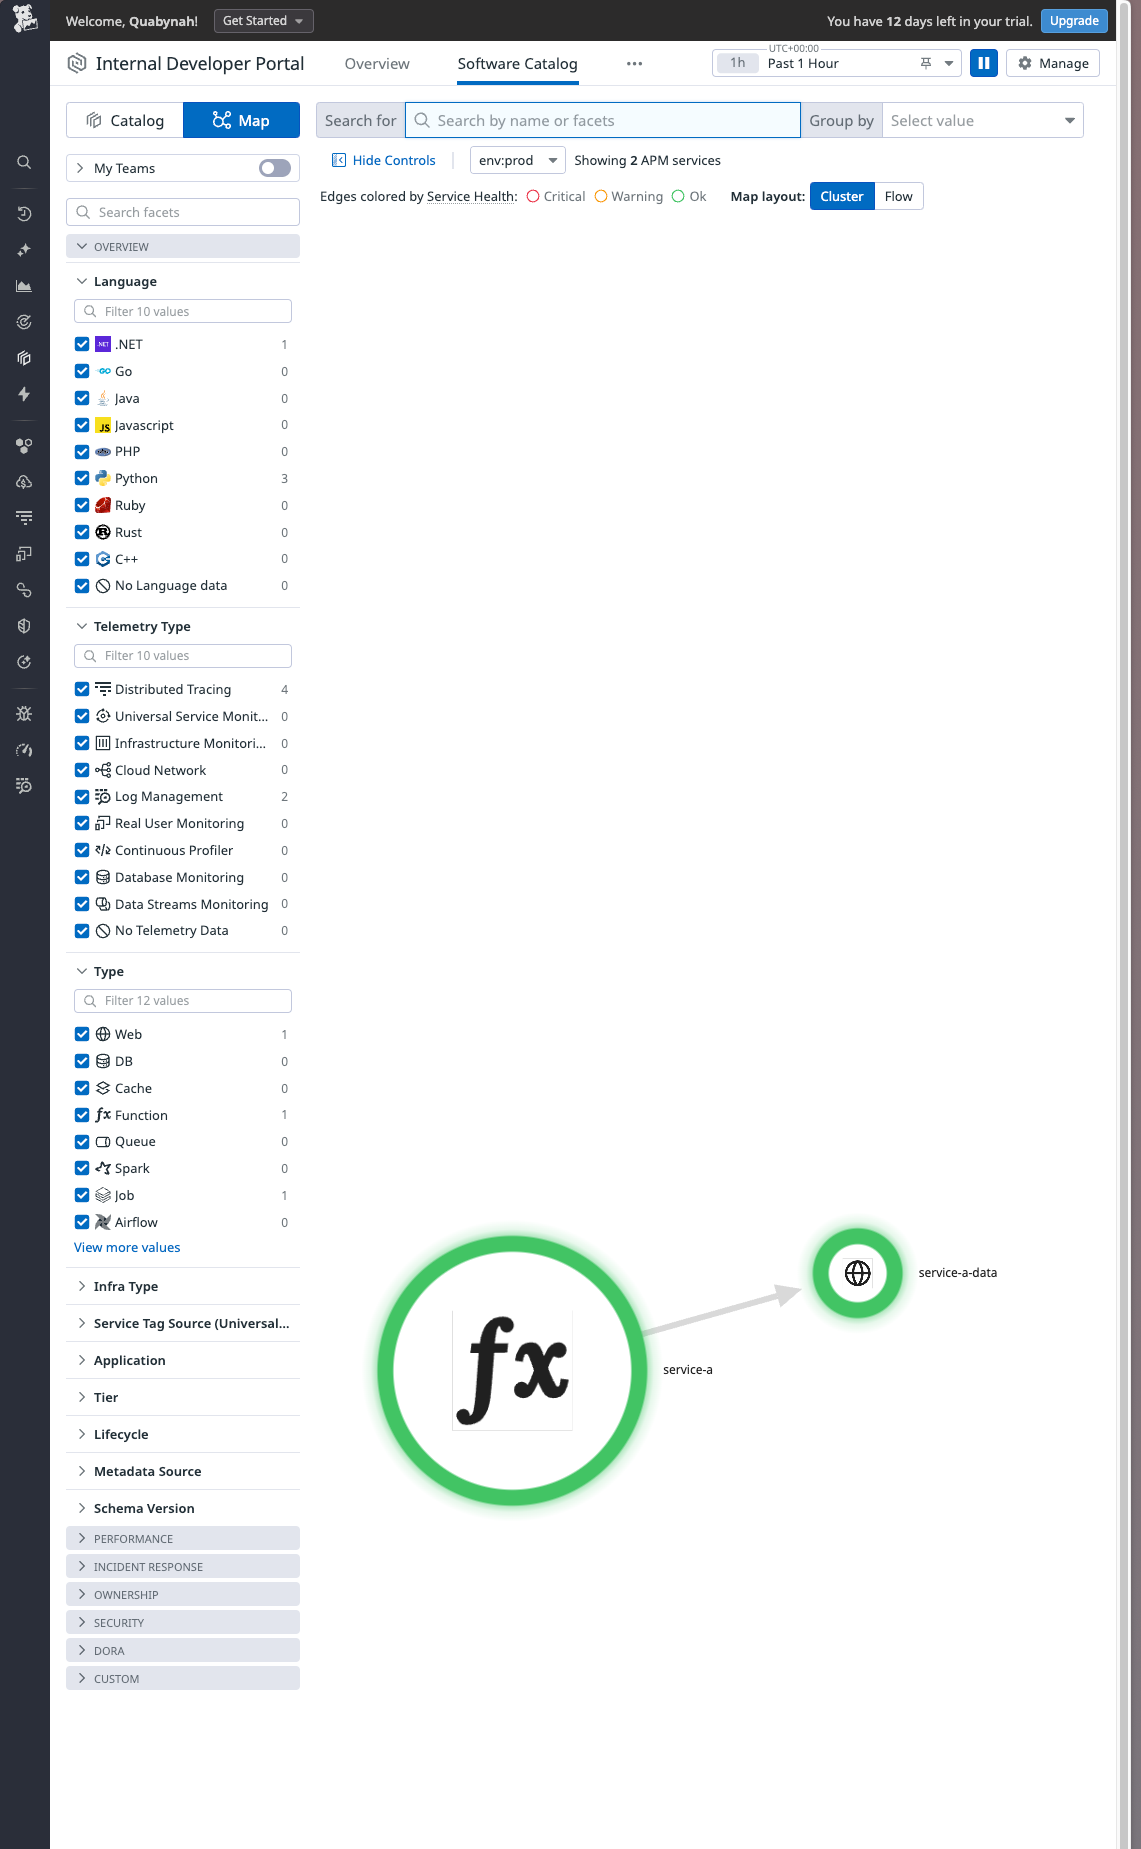 Welcome, Quabynah!
Get Started
You have 12 days left in your trial.
Upgrade
Internal Developer Portal
Overview
Software Catalog
UTC+00:00
1h
Past 1 Hour
Manage
Catalog
Map
Search for
Search by name or facets
Group by
Select value
My Teams
Hide Controls
env:prod
Showing 2 APM services
Edges colored by Service Health:
Critical
Warning
Ok
Map layout:
Cluster
Flow
Search facets
OVERVIEW
Language
Filter 10 values
.NET 1
Go 0
Java 0
Javascript 0
PHP 0
Python 3
Ruby 0
Rust 0
C++ 0
No Language data 0
Telemetry Type
Filter 10 values
Distributed Tracing 4
Universal Service Monit... 0
Infrastructure Monitori... 0
Cloud Network 0
Log Management 2
Real User Monitoring 0
Continuous Profiler 0
Database Monitoring 0
Data Streams Monitoring 0
No Telemetry Data 0
Type
Filter 12 values
Web 1
DB 0
Cache 0
Function 1
Queue 0
Spark 0
Job 1
Airflow 0
View more values
Infra Type
Service Tag Source (Universal...
Application
Tier
Lifecycle
Metadata Source
Schema Version
PERFORMANCE
INCIDENT RESPONSE
OWNERSHIP
SECURITY
DORA
CUSTOM
fx
service-a
service-a-data